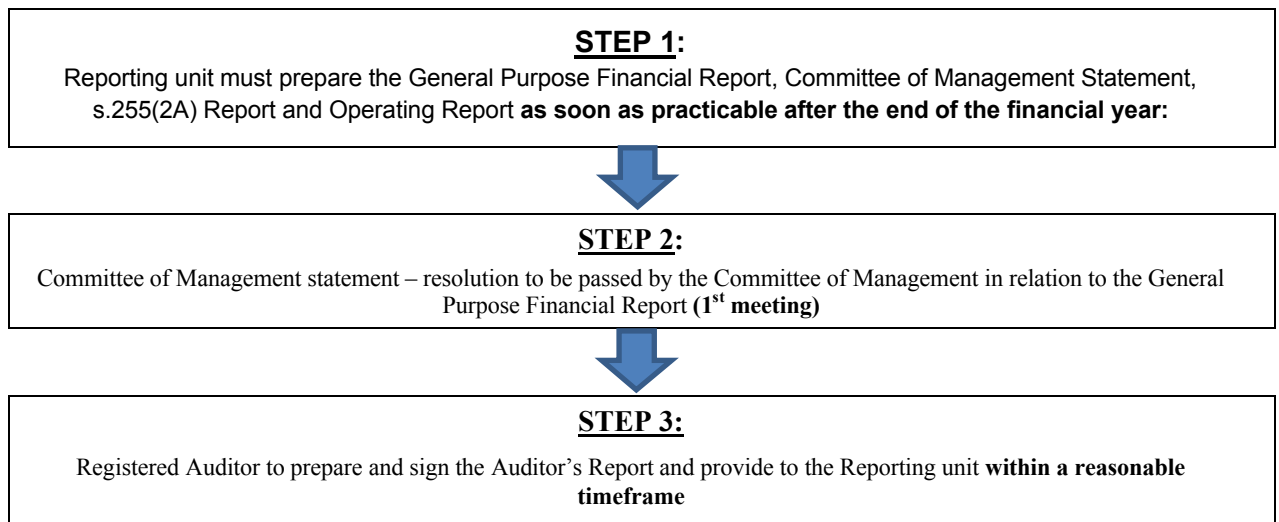 STEP 1:
Reporting unit must prepare the General Purpose Financial Report, Committee of Management Statement,
s.255(2A) Report and Operating Report as soon as practicable after the end of the financial year:
STEP 2:
Committee of Management statement – resolution to be passed by the Committee of Management in relation to the General
Purpose Financial Report (1st meeting)
STEP 3:
Registered Auditor to prepare and sign the Auditor's Report and provide to the Reporting unit within a reasonable
timeframe